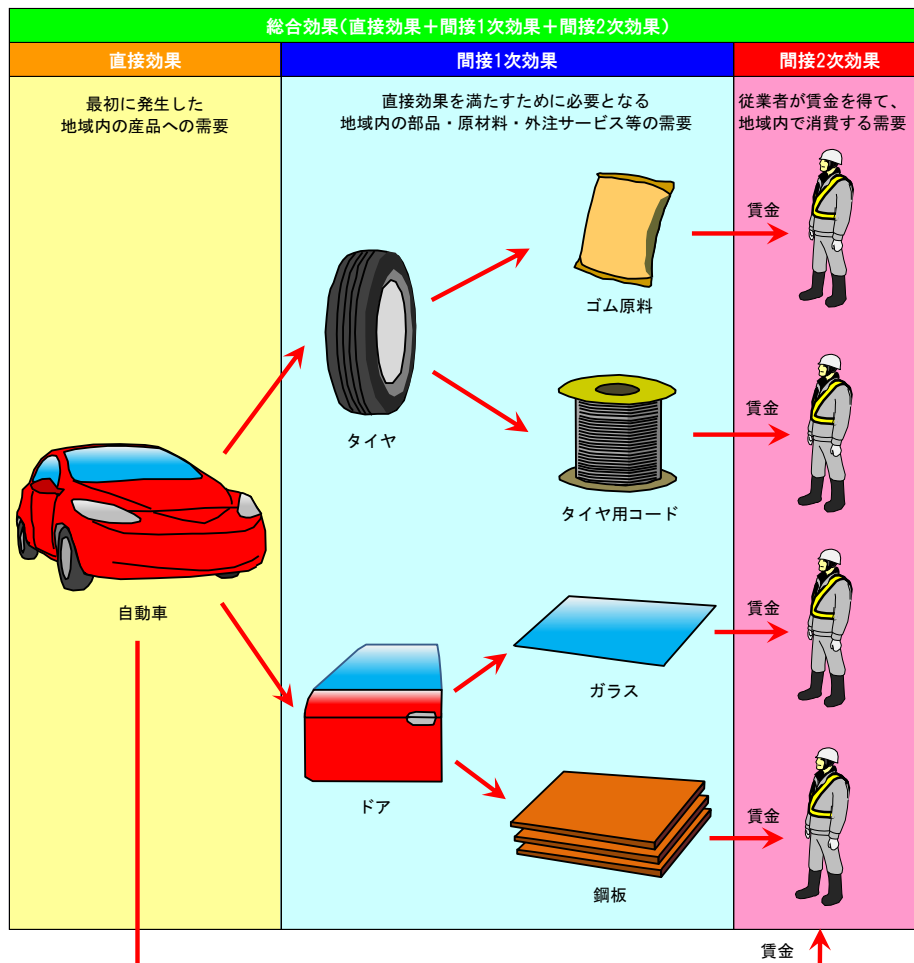 総合効果(直接効果＋間接1次効果＋間接2次効果)
直接効果
間接1次効果
間接2次効果
最初に発生した
地域内の産品への需要
直接効果を満たすために必要となる
地域内の部品・原材料・外注サービス等の需要
従業者が賃金を得て、
地域内で消費する需要
賃金
ゴム原料
タイヤ
賃金
タイヤ用コード
自動車
賃金
ガラス
ドア
賃金
鋼板
賃金